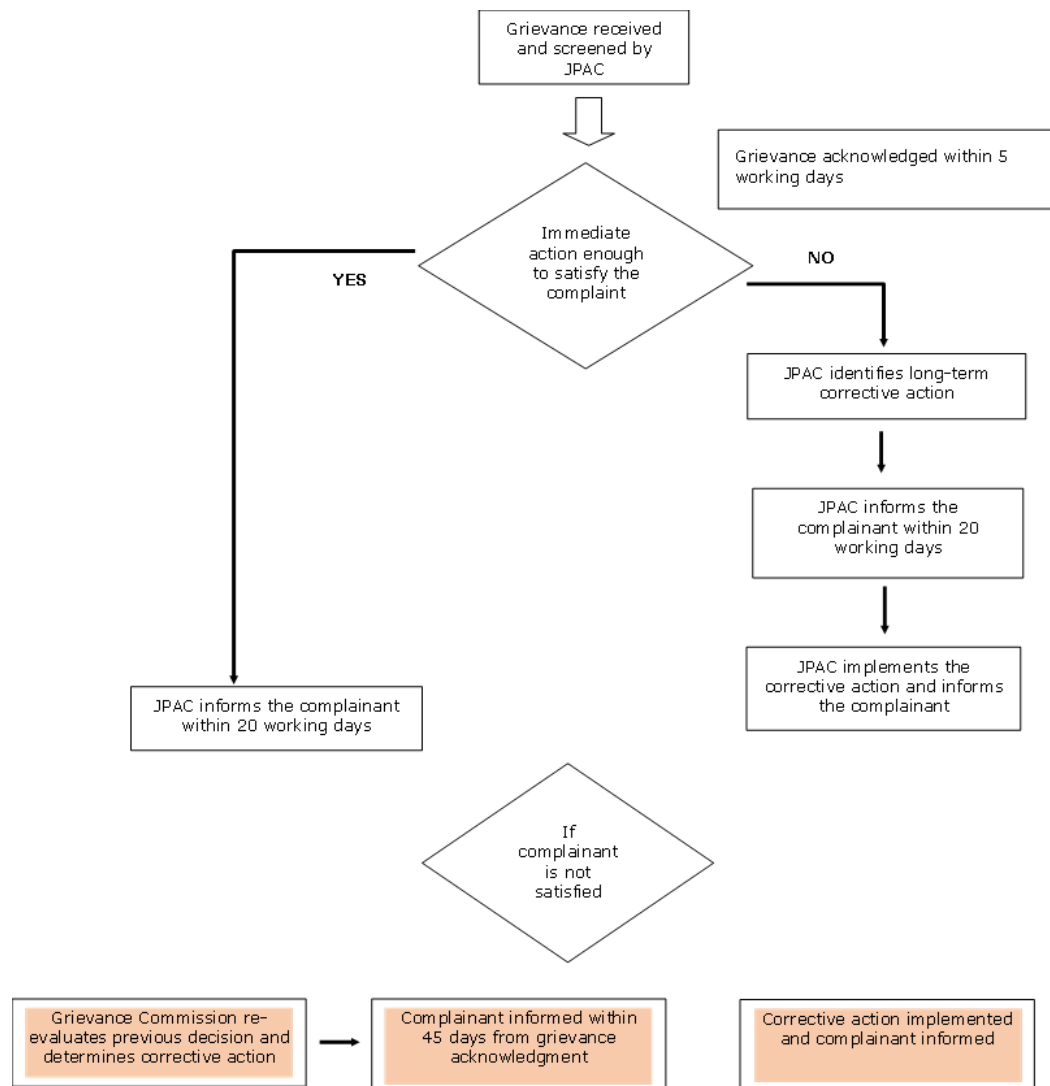 Grievance received
and screened by
JPAC
Grievance acknowledged within 5
working days
Immediate
action enough
to satisfy the
complaint
YES
NO
JPAC identifies long-term
corrective action
JPAC informs the
complainant within 20
working days
JPAC implements the
corrective action and informs
the complainant
JPAC informs the complainant
within 20 working days
If
complainant
is not
satisfied
Grievance Commission re-
evaluates previous decision and
determines corrective action
Complainant informed within
45 days from grievance
acknowledgment
Corrective action implemented
and complainant informed